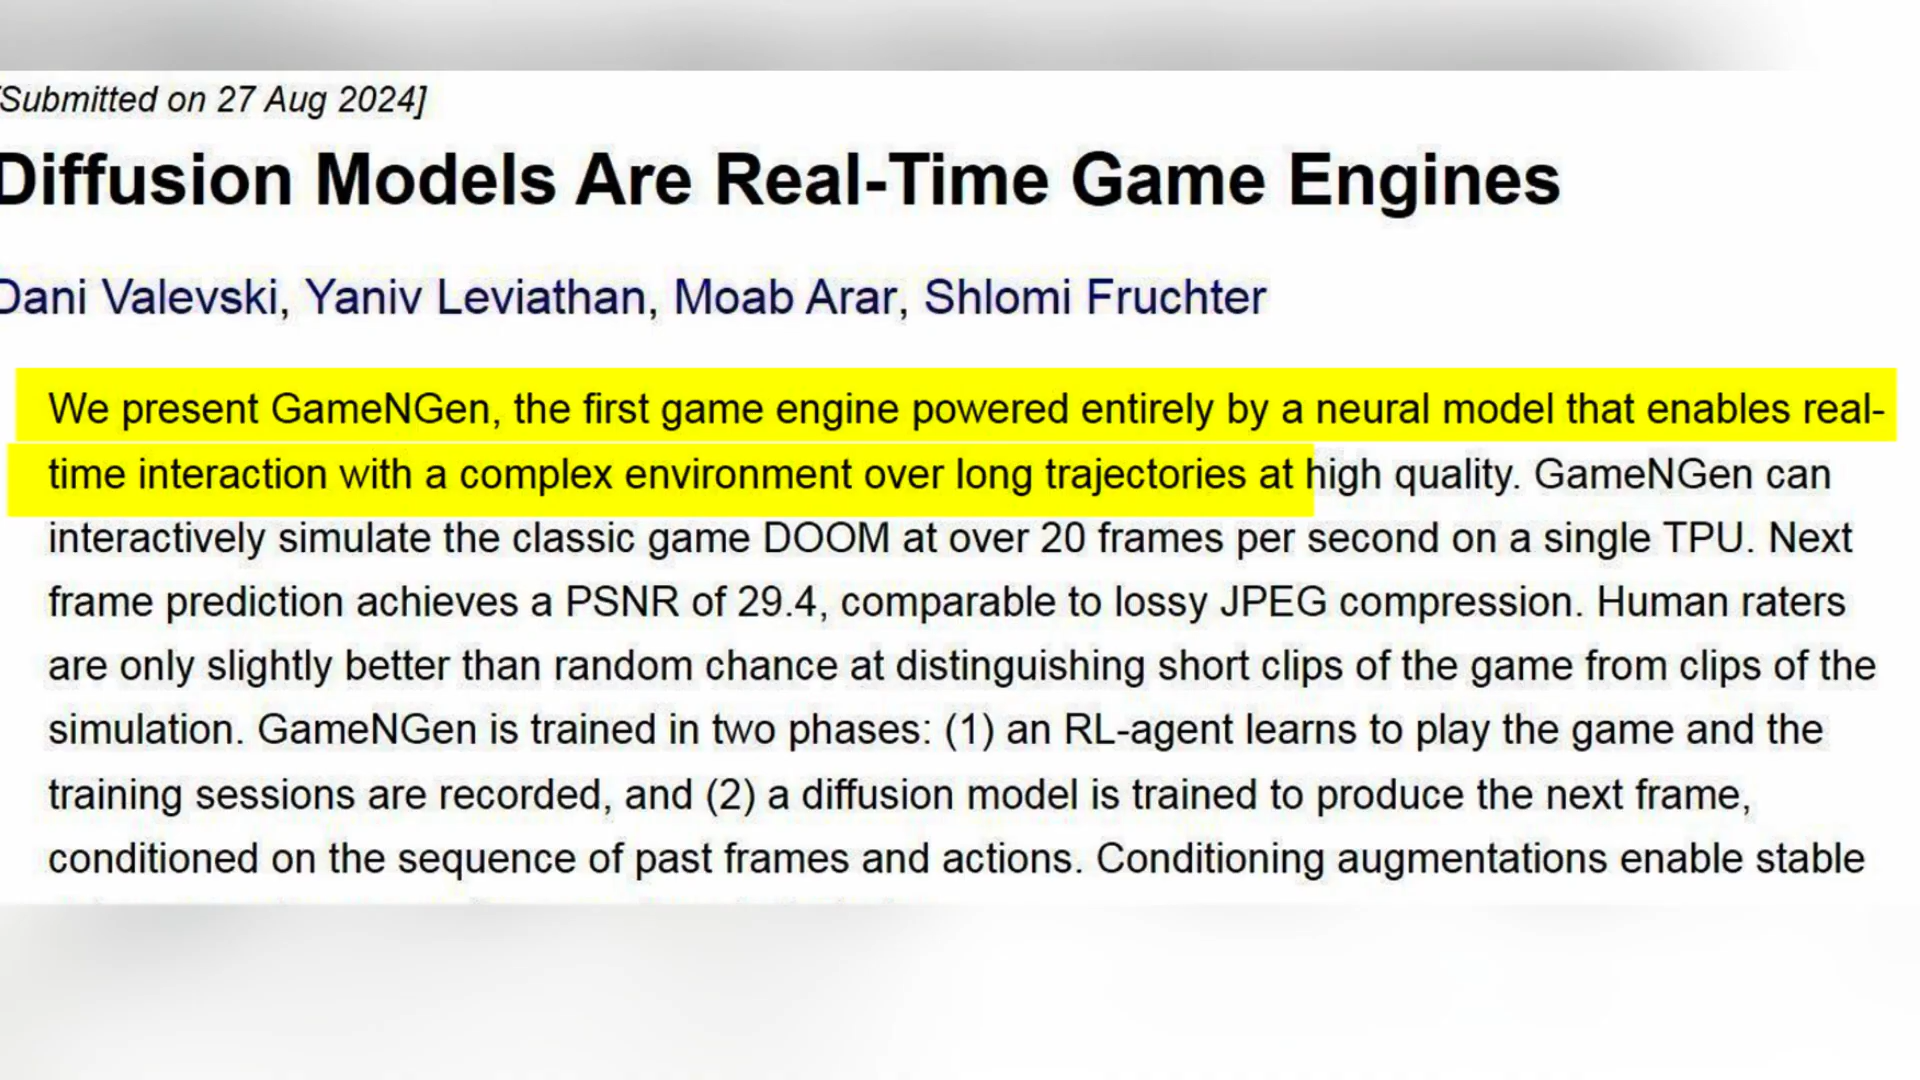 [Submitted on 27 Aug 2024]
Diffusion Models Are Real-Time Game Engines
Dani Valevski, Yaniv Leviathan, Moab Arar, Shlomi Fruchter
We present GameNGen, the first game engine powered entirely by a neural model that enables real-
time interaction with a complex environment over long trajectories at high quality. GameNGen can
interactively simulate the classic game DOOM at over 20 frames per second on a single TPU. Next
frame prediction achieves a PSNR of 29.4, comparable to lossy JPEG compression. Human raters
are only slightly better than random chance at distinguishing short clips of the game from clips of the
simulation. GameNGen is trained in two phases: (1) an RL-agent learns to play the game and the
training sessions are recorded, and (2) a diffusion model is trained to produce the next frame,
conditioned on the sequence of past frames and actions. Conditioning augmentations enable stable